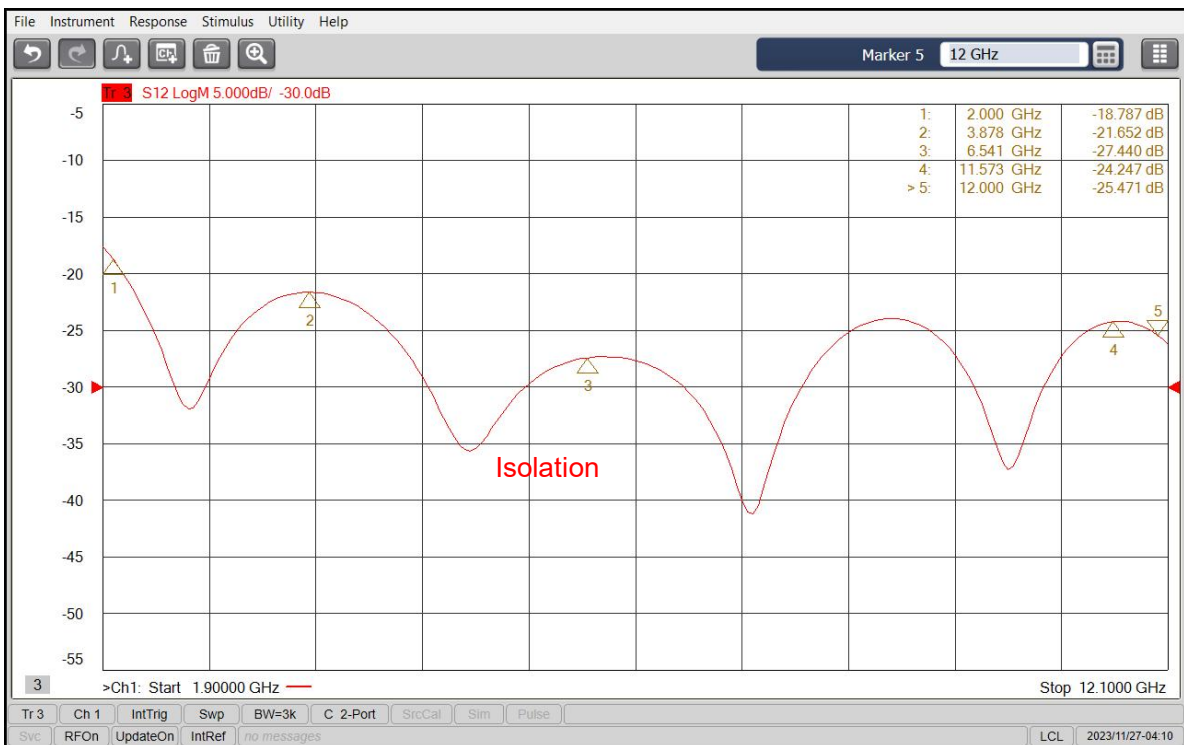 File Instrument Response Stimulus Utility Help
Marker 5 12 GHz
Tr 3 S12 LogM 5.000dB/ -30.0dB
1: 2.000 GHz -18.787 dB
2: 3.878 GHz -21.652 dB
3: 6.541 GHz -27.440 dB
4: 11.573 GHz -24.247 dB
> 5: 12.000 GHz -25.471 dB
-5
-10
-15
-20
-25
-30
-35
-40
-45
-50
-55
1
2
3
4
5
Isolation
3 >Ch1: Start 1.90000 GHz Stop 12.1000 GHz
Tr 3 Ch 1 IntTrig Swp BW=3k C 2-Port SrcCal Sim Pulse
Svc RFOn UpdateOn IntRef no messages LCL 2023/11/27-04:10